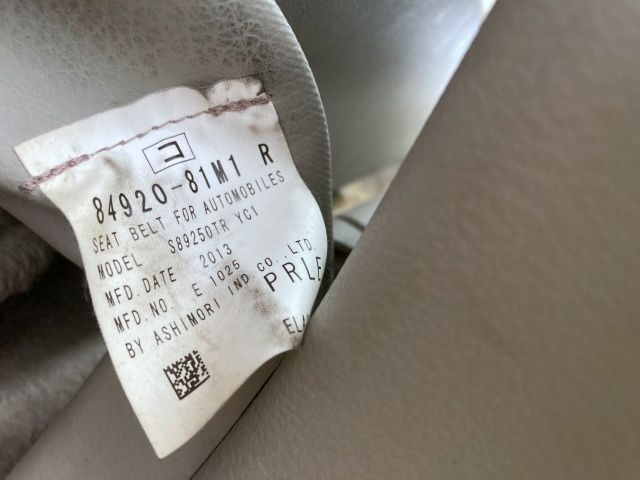 コ
84920-81M1 R
SEAT BELT FOR AUTOMOBILES
MODEL S89250TR YC1
MFD. DATE 2013
MFD. NO. E 1025
BY ASHIMORI IND. CO., LTD.
PRLE
ELA